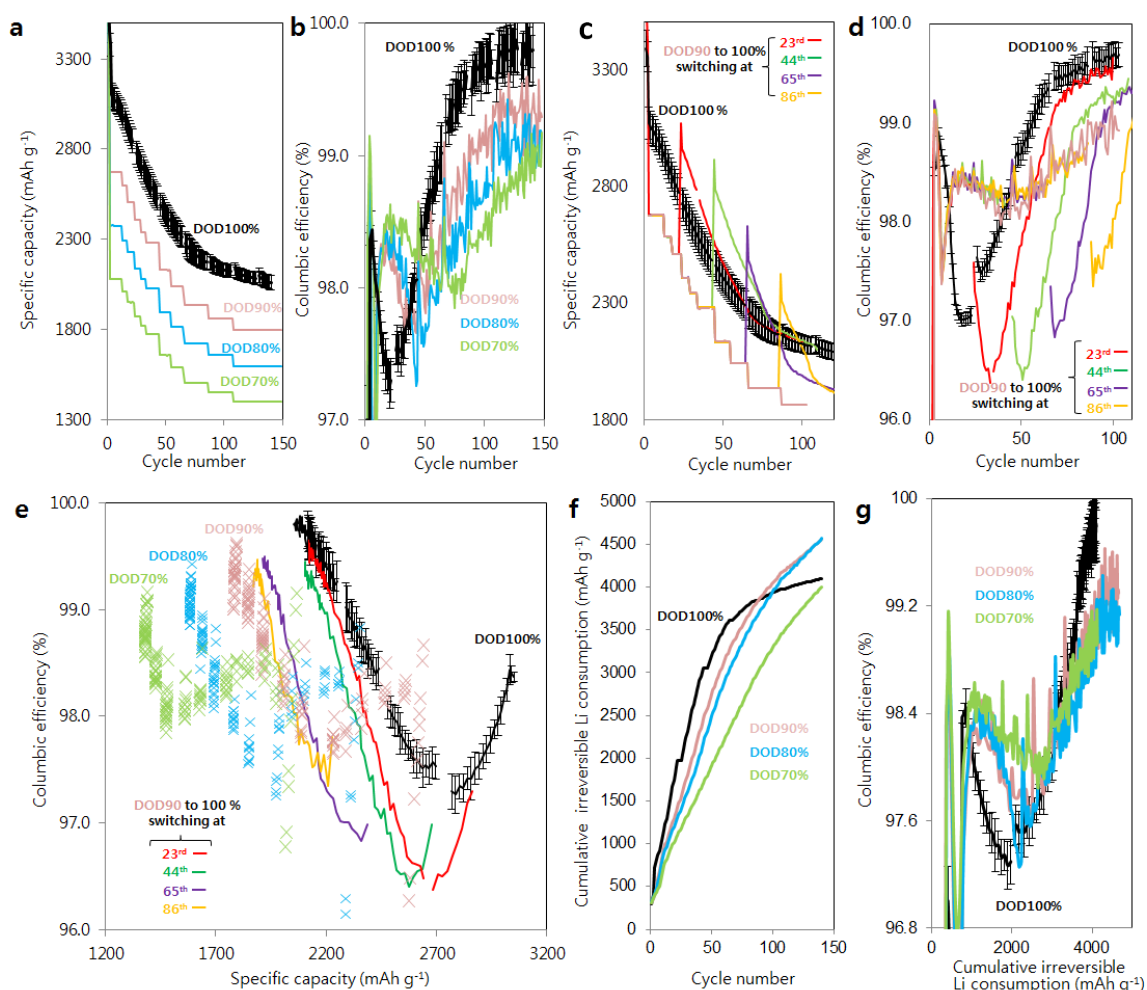 a
Specific capacity (mAh g⁻¹)
3300
2800
2300
1800
1300
DOD100%
DOD90%
DOD80%
DOD70%
0
50
100
150
Cycle number
b
Columbic efficiency (%)
100.0
99.0
98.0
97.0
DOD100%
DOD90%
DOD80%
DOD70%
0
50
100
150
Cycle number
c
Specific capacity (mAh g⁻¹)
3300
2800
2300
1800
DOD90 to 100%
switching at
23ʳᵈ
44ᵗʰ
65ᵗʰ
86ᵗʰ
DOD100%
0
50
100
Cycle number
d
Columbic efficiency (%)
100.0
99.0
98.0
97.0
96.0
DOD100%
DOD90 to 100%
switching at
23ʳᵈ
44ᵗʰ
65ᵗʰ
86ᵗʰ
0
50
100
Cycle number
e
Columbic efficiency (%)
100.0
99.0
98.0
97.0
96.0
DOD90%
DOD80%
DOD70%
DOD100%
DOD90 to 100 %
switching at
23ʳᵈ
44ᵗʰ
65ᵗʰ
86ᵗʰ
1200
1700
2200
2700
3200
Specific capacity (mAh g⁻¹)
f
Cumulative irreversible Li consumption (mAh g⁻¹)
5000
4500
4000
3500
3000
2500
2000
1500
1000
500
0
DOD100%
DOD90%
DOD80%
DOD70%
0
50
100
150
Cycle number
g
Columbic efficiency (%)
100
99.2
98.4
97.6
96.8
DOD90%
DOD80%
DOD70%
DOD100%
0
2000
4000
Cumulative irreversible
Li consumption (mAh g⁻¹)